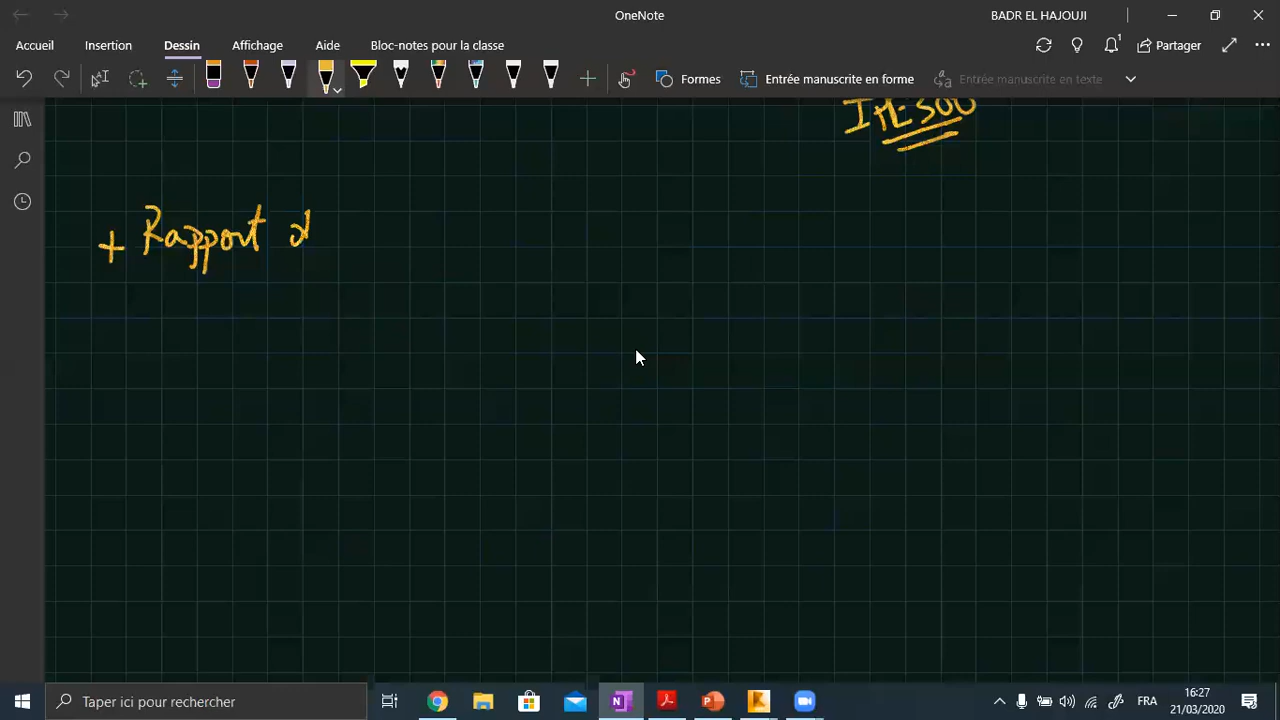 OneNote
BADR EL HAJOUJI
Accueil Insertion Dessin Affichage Aide Bloc-notes pour la classe
Partager
Formes Entrée manuscrite en forme Entrée manuscrite en texte
+ Rapport d
Taper ici pour rechercher
FRA
16:27
21/03/2020